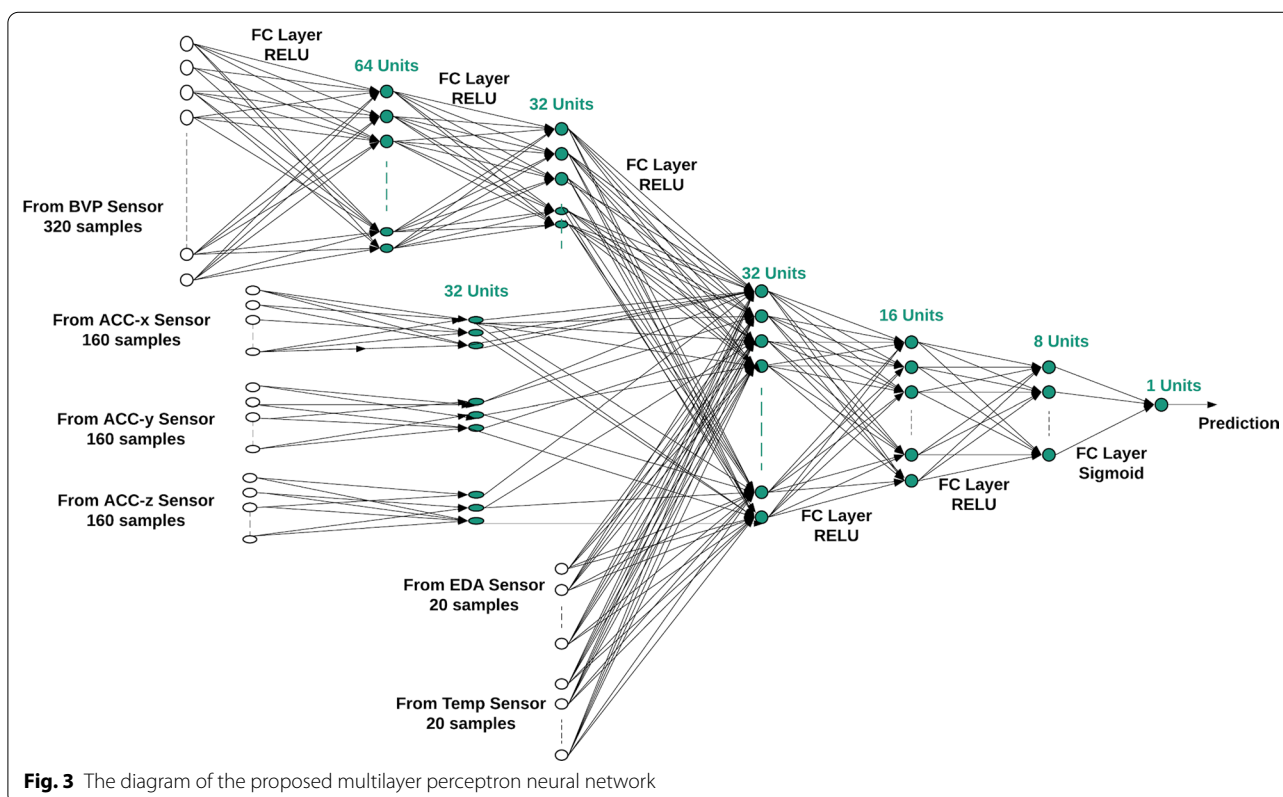 FC Layer
RELU
64 Units
FC Layer
RELU
32 Units
FC Layer
RELU
From BVP Sensor
320 samples
32 Units
From ACC-x Sensor
160 samples
32 Units
16 Units
8 Units
1 Units
Prediction
From ACC-y Sensor
160 samples
FC Layer
Sigmoid
From ACC-z Sensor
160 samples
FC Layer
RELU
FC Layer
RELU
From EDA Sensor
20 samples
From Temp Sensor
20 samples
Fig. 3 The diagram of the proposed multilayer perceptron neural network